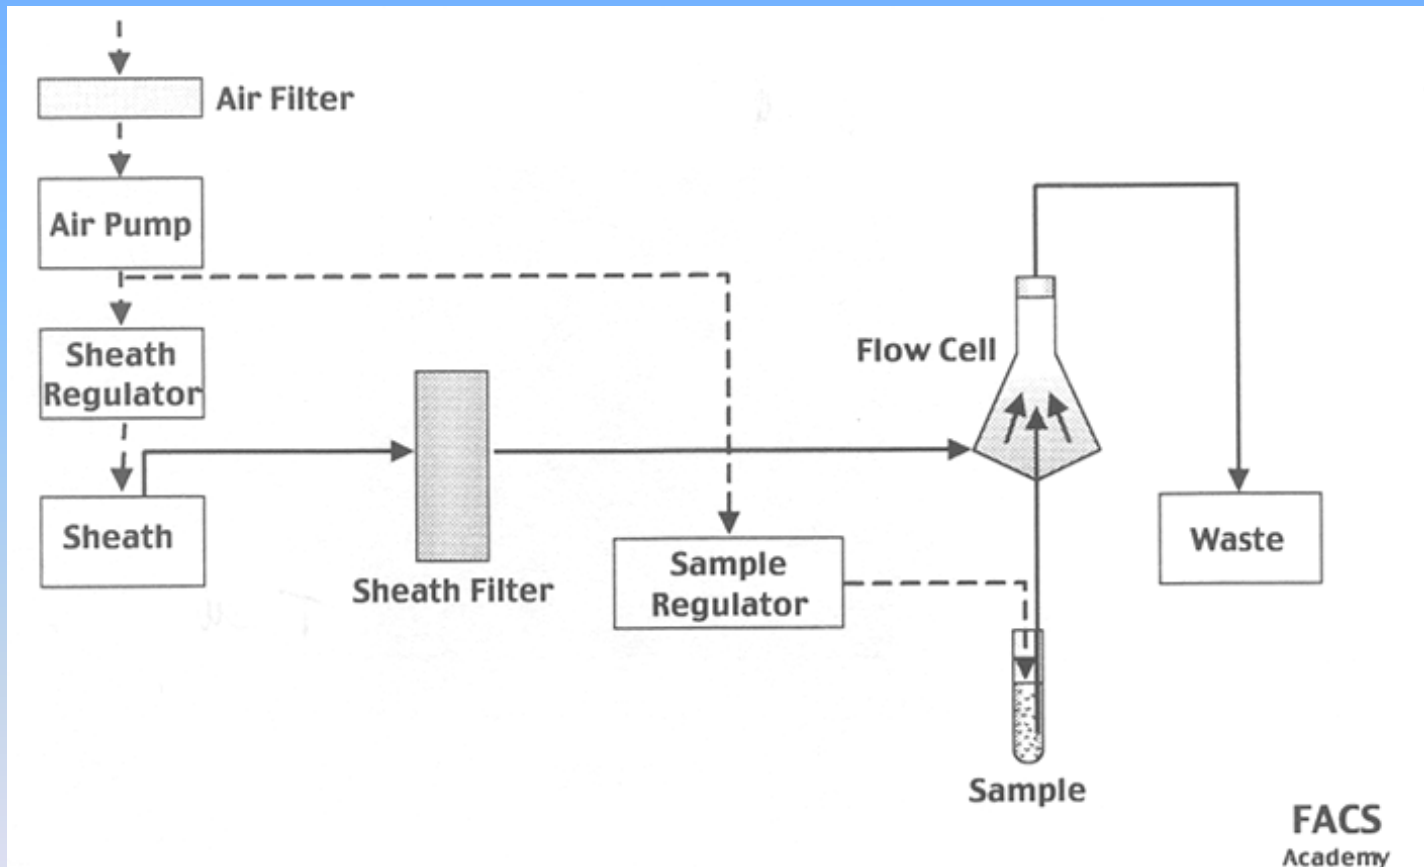 Air Filter
Air Pump
Sheath
Regulator
Flow Cell
Sheath
Sheath Filter
Sample
Regulator
Waste
Sample
FACS
Academy